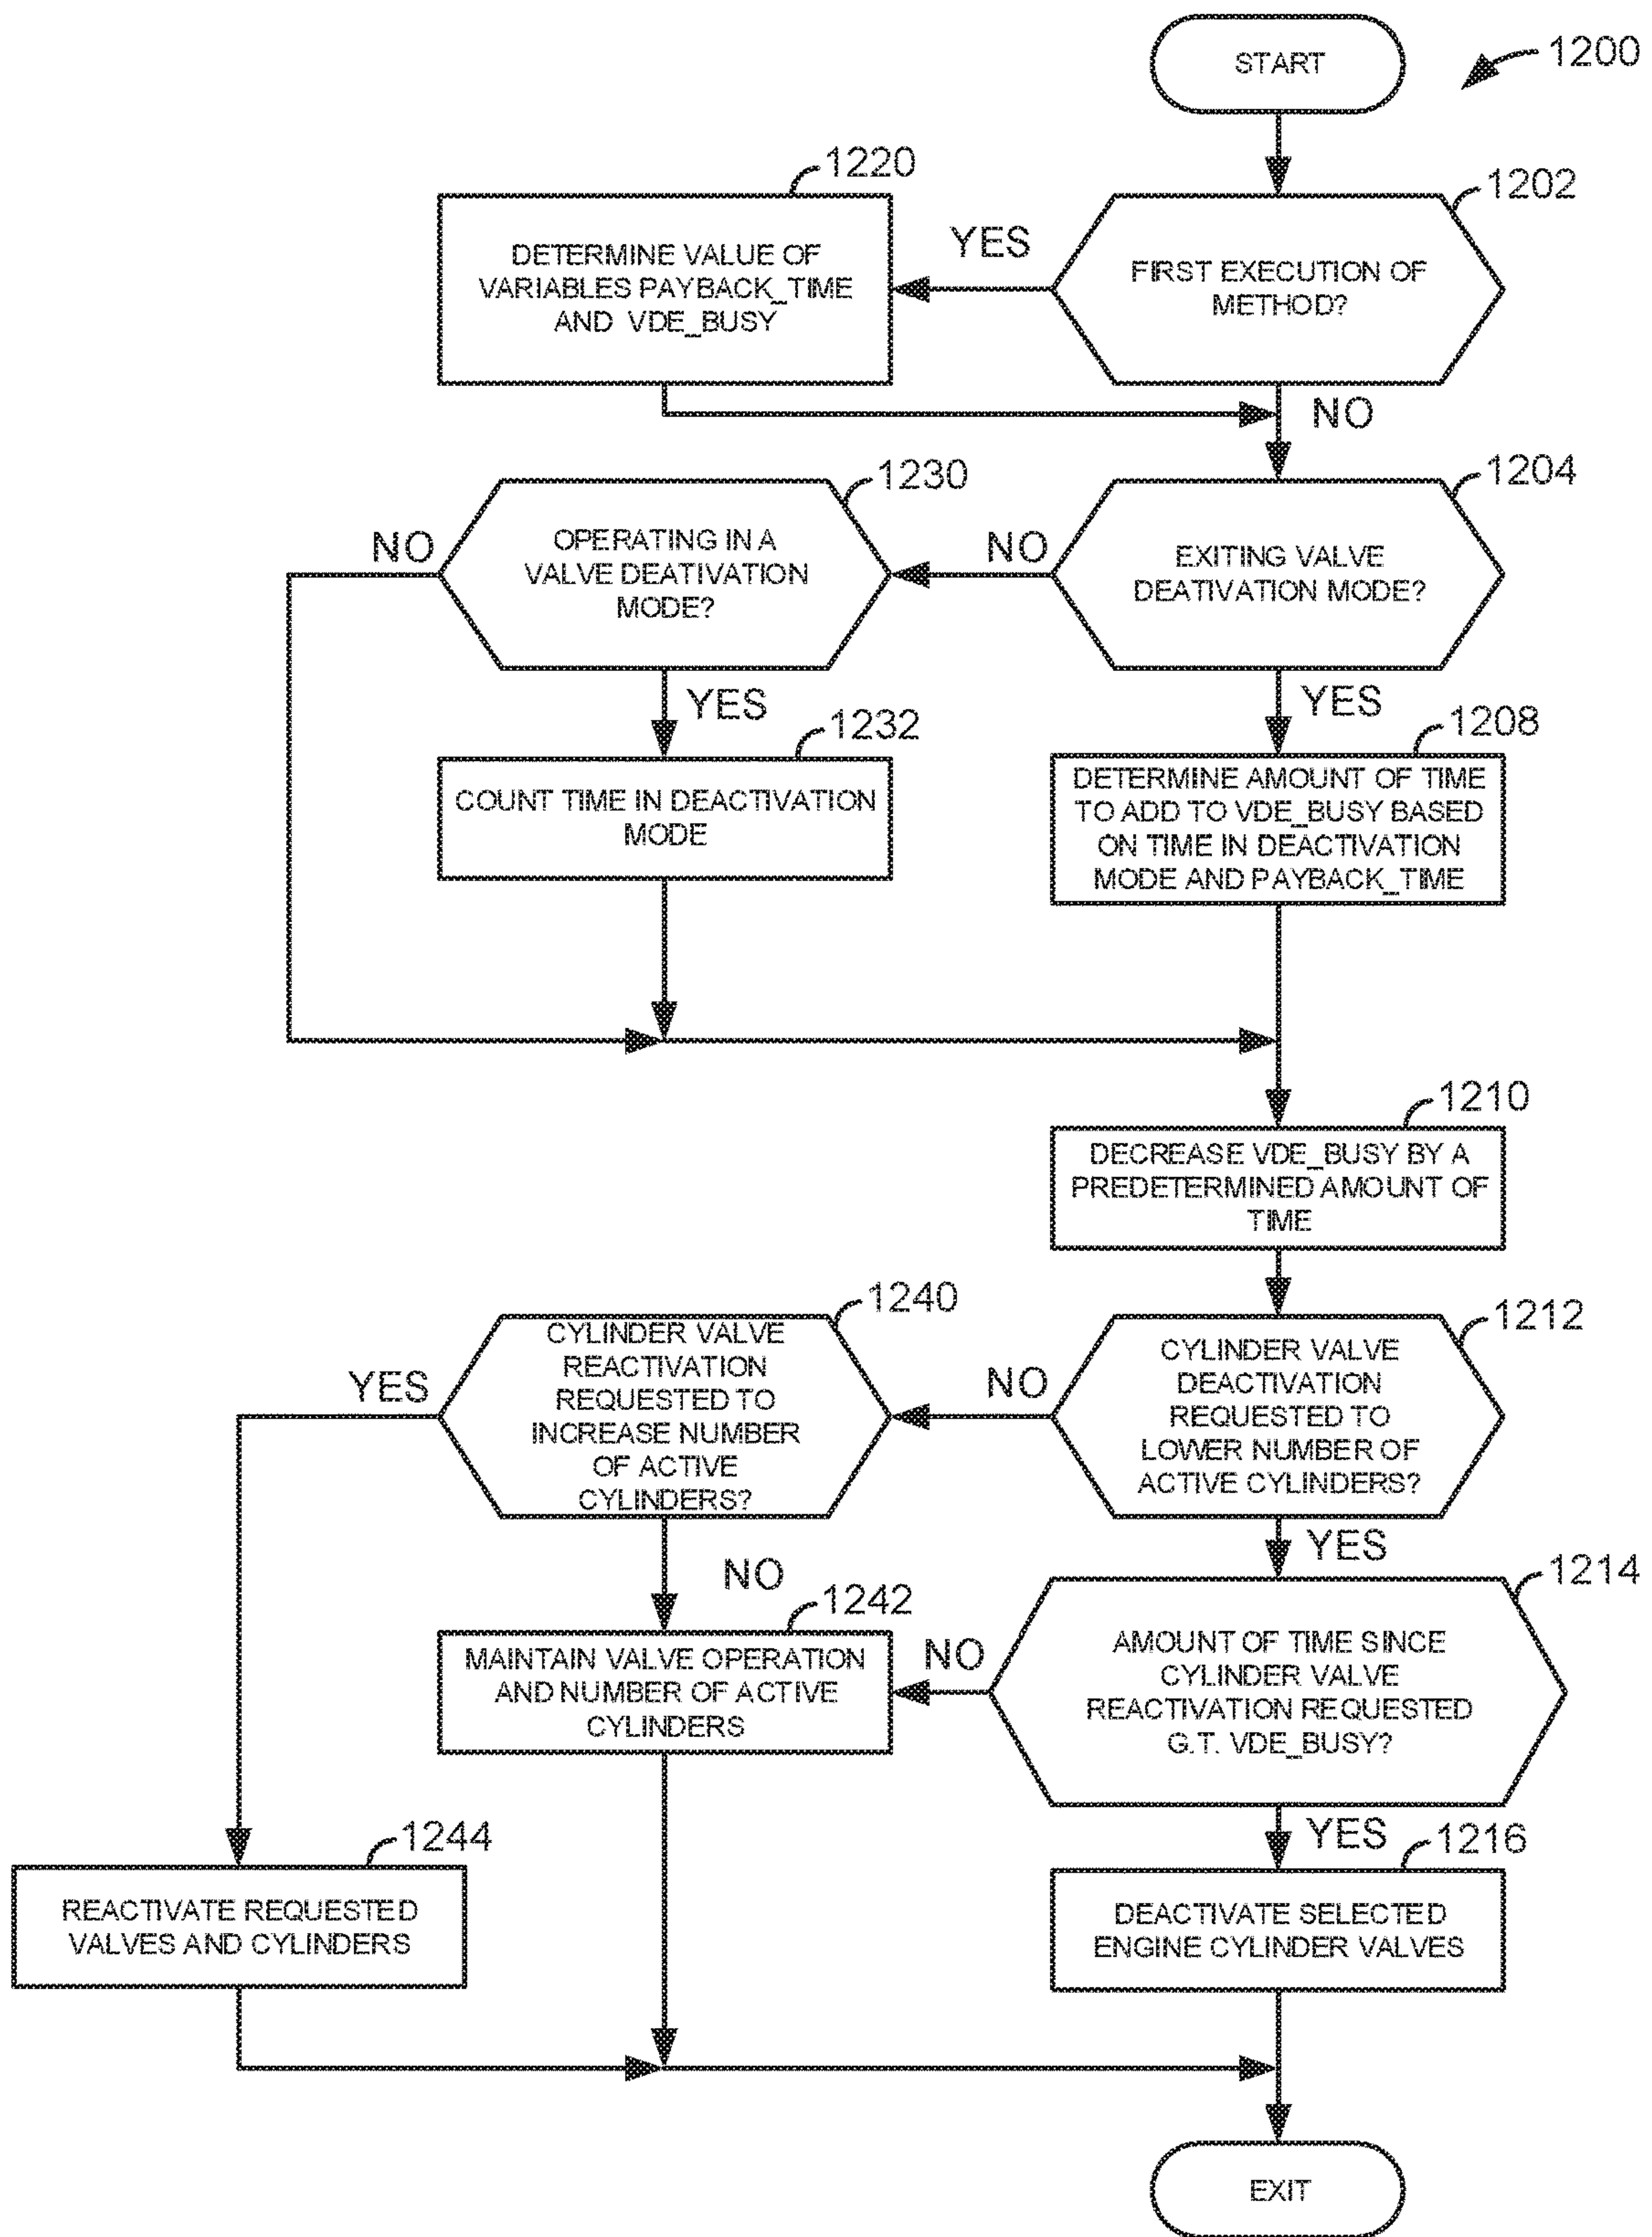 START
1200
1220
1202
DETERMINE VALUE OF
VARIABLES PAYBACK_TIME
AND VDE_BUSY
YES
FIRST EXECUTION OF
METHOD?
NO
1230
1204
NO
OPERATING IN A
VALVE DEATIVATION
MODE?
NO
EXITING VALVE
DEATIVATION MODE?
YES
YES
1232
1208
COUNT TIME IN DEACTIVATION
MODE
DETERMINE AMOUNT OF TIME
TO ADD TO VDE_BUSY BASED
ON TIME IN DEACTIVATION
MODE AND PAYBACK_TIME
1210
DECREASE VDE_BUSY BY A
PREDETERMINED AMOUNT OF
TIME
1240
1212
YES
CYLINDER VALVE
REACTIVATION
REQUESTED TO
INCREASE NUMBER
OF ACTIVE
CYLINDERS?
NO
CYLINDER VALVE
DEACTIVATION
REQUESTED TO
LOWER NUMBER OF
ACTIVE CYLINDERS?
NO
YES
1242
1214
MAINTAIN VALVE OPERATION
AND NUMBER OF ACTIVE
CYLINDERS
NO
AMOUNT OF TIME SINCE
CYLINDER VALVE
REACTIVATION REQUESTED
G.T. VDE_BUSY?
YES
1244
1216
REACTIVATE REQUESTED
VALVES AND CYLINDERS
DEACTIVATE SELECTED
ENGINE CYLINDER VALVES
EXIT